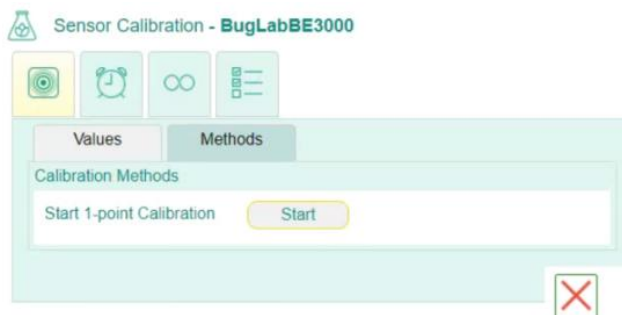 Sensor Calibration - BugLabBE3000
Values Methods
Calibration Methods
Start 1-point Calibration Start